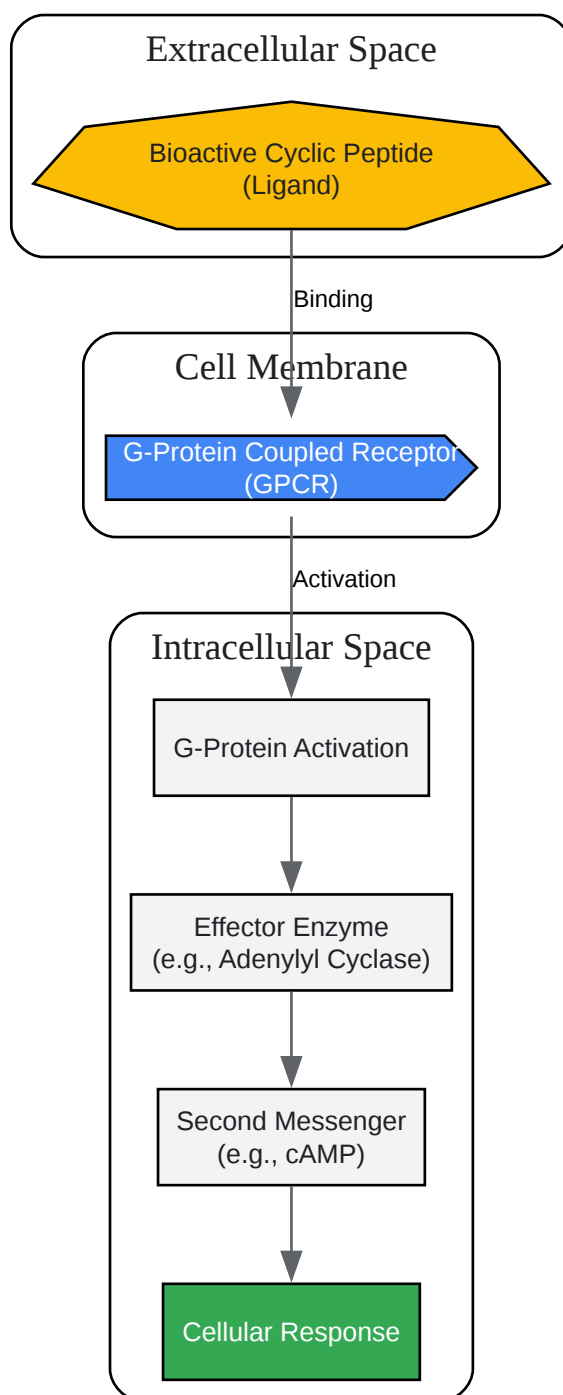 Extracellular Space
Bioactive Cyclic Peptide
(Ligand)
Binding
Cell Membrane
G-Protein Coupled Receptor
(GPCR)
Activation
Intracellular Space
G-Protein Activation
Effector Enzyme
(e.g., Adenylyl Cyclase)
Second Messenger
(e.g., cAMP)
Cellular Response